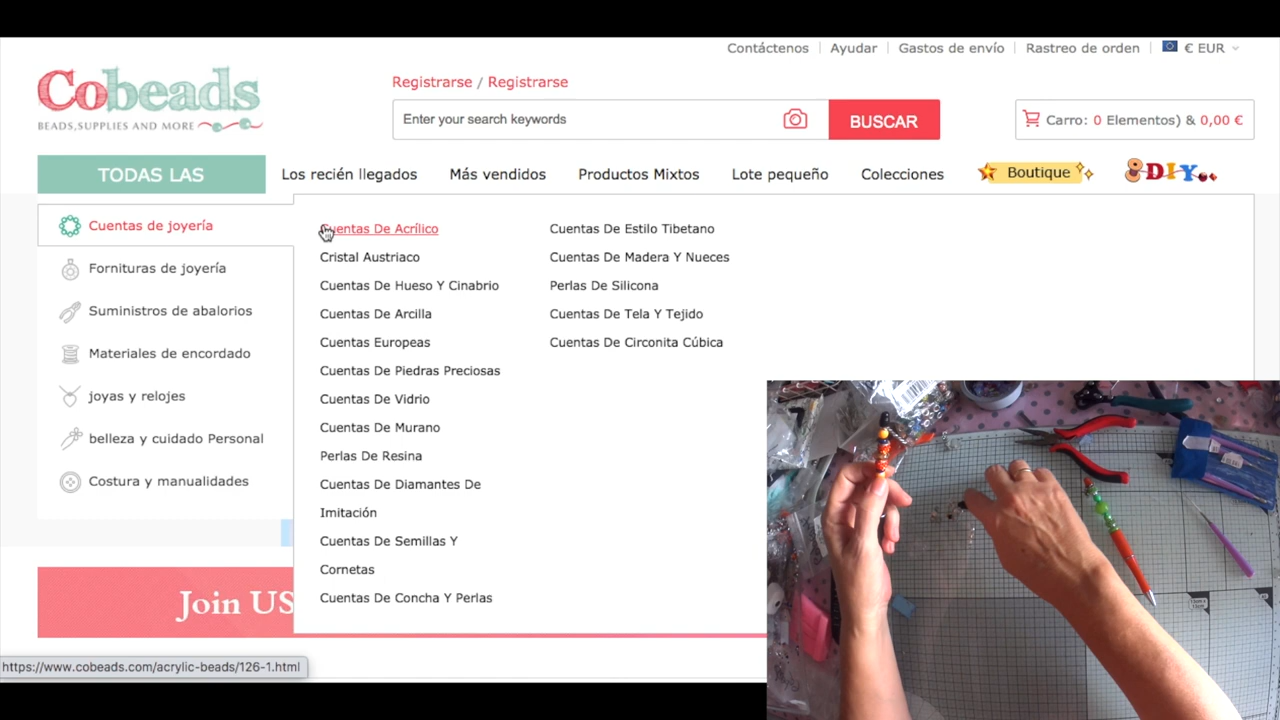 Contáctenos
Ayudar
Gastos de envío
Rastreo de orden
€ EUR
Cobeads
BEADS,SUPPLIES AND MORE
Registrarse / Registrarse
Enter your search keywords
BUSCAR
Carro: 0 Elementos) & 0,00 €
TODAS LAS
Los recién llegados
Más vendidos
Productos Mixtos
Lote pequeño
Colecciones
Boutique
DIY
Cuentas de joyería
Fornituras de joyería
Suministros de abalorios
Materiales de encordado
joyas y relojes
belleza y cuidado Personal
Costura y manualidades
Cuentas De Acrílico
Cristal Austriaco
Cuentas De Hueso Y Cinabrio
Cuentas De Arcilla
Cuentas Europeas
Cuentas De Piedras Preciosas
Cuentas De Vidrio
Cuentas De Murano
Perlas De Resina
Cuentas De Diamantes De
Imitación
Cuentas De Semillas Y
Cornetas
Cuentas De Concha Y Perlas
Cuentas De Estilo Tibetano
Cuentas De Madera Y Nueces
Perlas De Silicona
Cuentas De Tela Y Tejido
Cuentas De Circonita Cúbica
Join US
https://www.cobeads.com/acrylic-beads/126-1.html